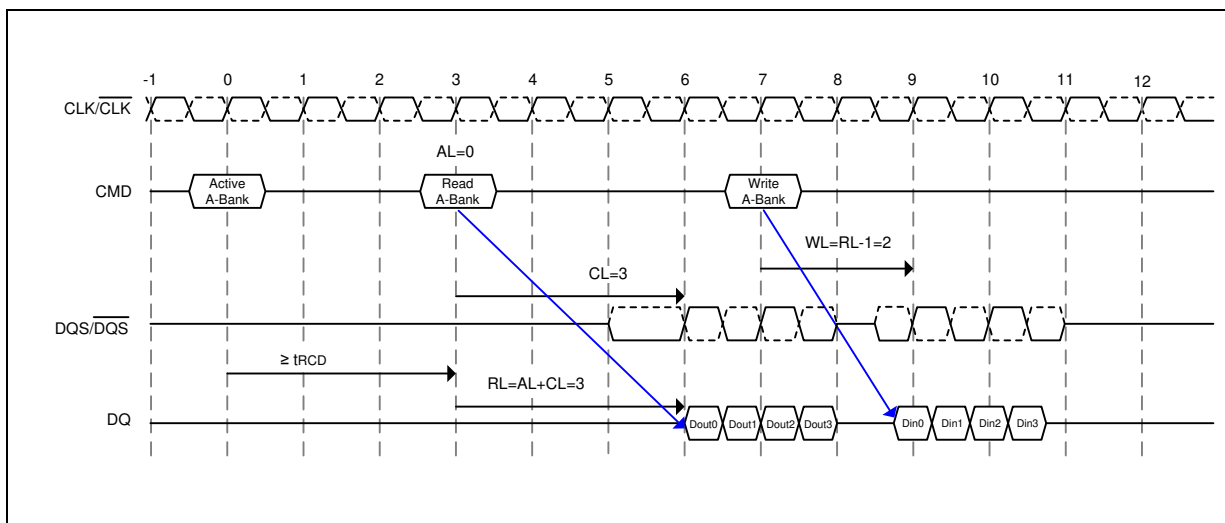 -1 0 1 2 3 4 5 6 7 8 9 10 11 12
CLK/C̅L̅K̅
AL=0
CMD
Active
A-Bank
Read
A-Bank
Write
A-Bank
WL=RL-1=2
CL=3
DQS/D̅Q̅S̅
≥ tRCD
RL=AL+CL=3
DQ
Dout0 Dout1 Dout2 Dout3 Din0 Din1 Din2 Din3